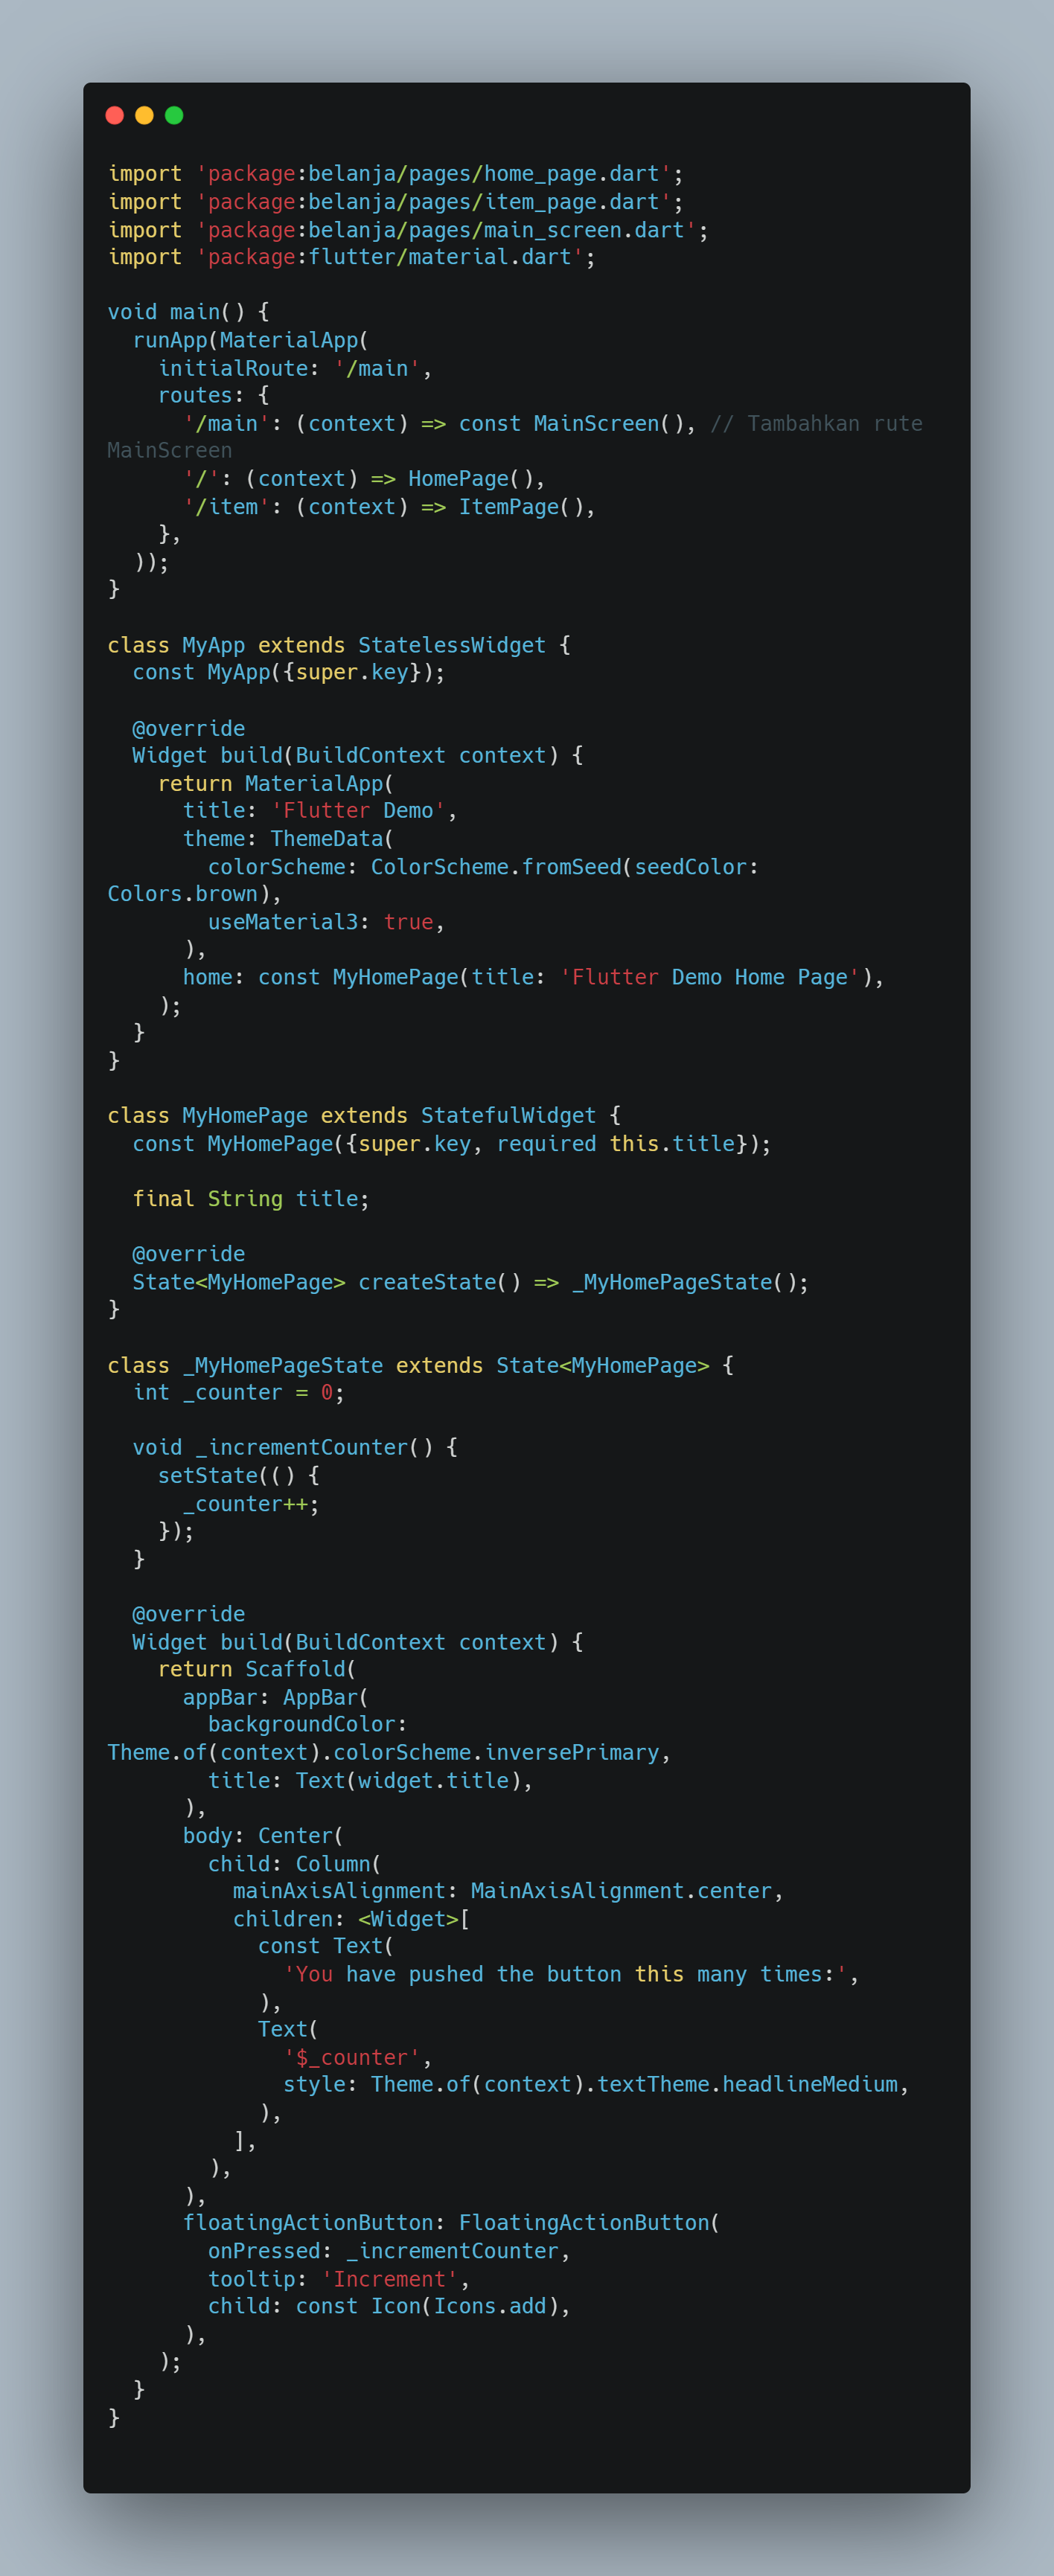 import 'package:belanja/pages/home_page.dart';
import 'package:belanja/pages/item_page.dart';
import 'package:belanja/pages/main_screen.dart';
import 'package:flutter/material.dart';

void main() {
  runApp(MaterialApp(
    initialRoute: '/main',
    routes: {
      '/main': (context) => const MainScreen(), // Tambahkan rute
MainScreen
      '/': (context) => HomePage(),
      '/item': (context) => ItemPage(),
    },
  ));
}

class MyApp extends StatelessWidget {
  const MyApp({super.key});

  @override
  Widget build(BuildContext context) {
    return MaterialApp(
      title: 'Flutter Demo',
      theme: ThemeData(
        colorScheme: ColorScheme.fromSeed(seedColor:
Colors.brown),
        useMaterial3: true,
      ),
      home: const MyHomePage(title: 'Flutter Demo Home Page'),
    );
  }
}

class MyHomePage extends StatefulWidget {
  const MyHomePage({super.key, required this.title});

  final String title;

  @override
  State<MyHomePage> createState() => _MyHomePageState();
}

class _MyHomePageState extends State<MyHomePage> {
  int _counter = 0;

  void _incrementCounter() {
    setState(() {
      _counter++;
    });
  }

  @override
  Widget build(BuildContext context) {
    return Scaffold(
      appBar: AppBar(
        backgroundColor:
Theme.of(context).colorScheme.inversePrimary,
        title: Text(widget.title),
      ),
      body: Center(
        child: Column(
          mainAxisAlignment: MainAxisAlignment.center,
          children: <Widget>[
            const Text(
              'You have pushed the button this many times:',
            ),
            Text(
              '$_counter',
              style: Theme.of(context).textTheme.headlineMedium,
            ),
          ],
        ),
      ),
      floatingActionButton: FloatingActionButton(
        onPressed: _incrementCounter,
        tooltip: 'Increment',
        child: const Icon(Icons.add),
      ),
    );
  }
}